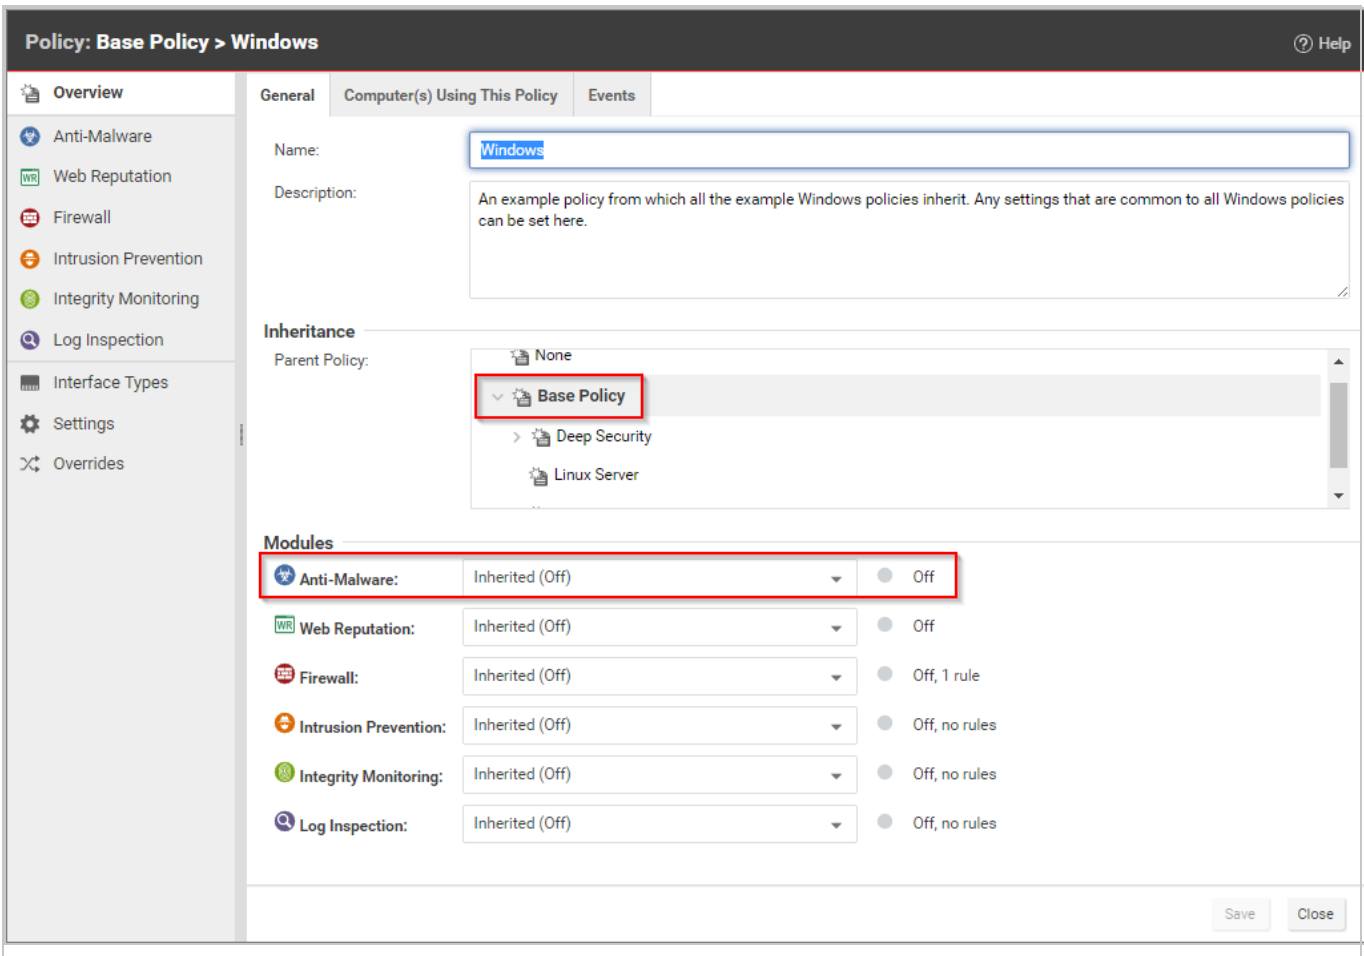 Policy: Base Policy > Windows
Help
Overview
Anti-Malware
WR Web Reputation
Firewall
Intrusion Prevention
Integrity Monitoring
Log Inspection
Interface Types
Settings
Overrides
General Computer(s) Using This Policy Events
Name: Windows
Description: An example policy from which all the example Windows policies inherit. Any settings that are common to all Windows policies
can be set here.
Inheritance
Parent Policy: None
Base Policy
Deep Security
Linux Server
Modules
Anti-Malware: Inherited (Off) Off
WR Web Reputation: Inherited (Off) Off
Firewall: Inherited (Off) Off, 1 rule
Intrusion Prevention: Inherited (Off) Off, no rules
Integrity Monitoring: Inherited (Off) Off, no rules
Log Inspection: Inherited (Off) Off, no rules
Save Close